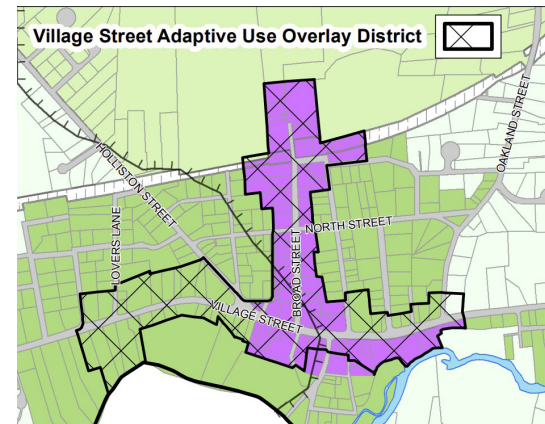 Village Street Adaptive Use Overlay District
OAKLAND STREET
HOLLISTON STREET
LOVERS LANE
NORTH STREET
BROAD STREET
VILLAGE STREET